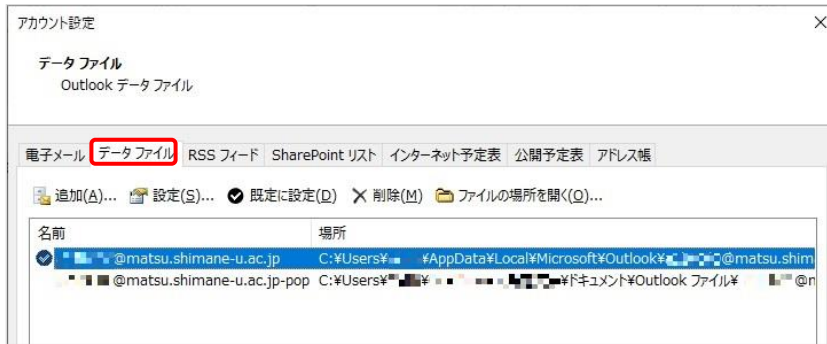 アカウント設定
データ ファイル
Outlook データ ファイル
電子メール データ ファイル RSS フィード SharePoint リスト インターネット予定表 公開予定表 アドレス帳
追加(A)... 設定(S)... 既定に設定(D) 削除(M) ファイルの場所を開く(O)...
名前 場所
@matsu.shimane-u.ac.jp C:¥Users¥ ¥AppData¥Local¥Microsoft¥Outlook¥ @matsu.shim
@matsu.shimane-u.ac.jp-pop C:¥Users¥ ¥ ¥ドキュメント¥Outlook ファイル¥